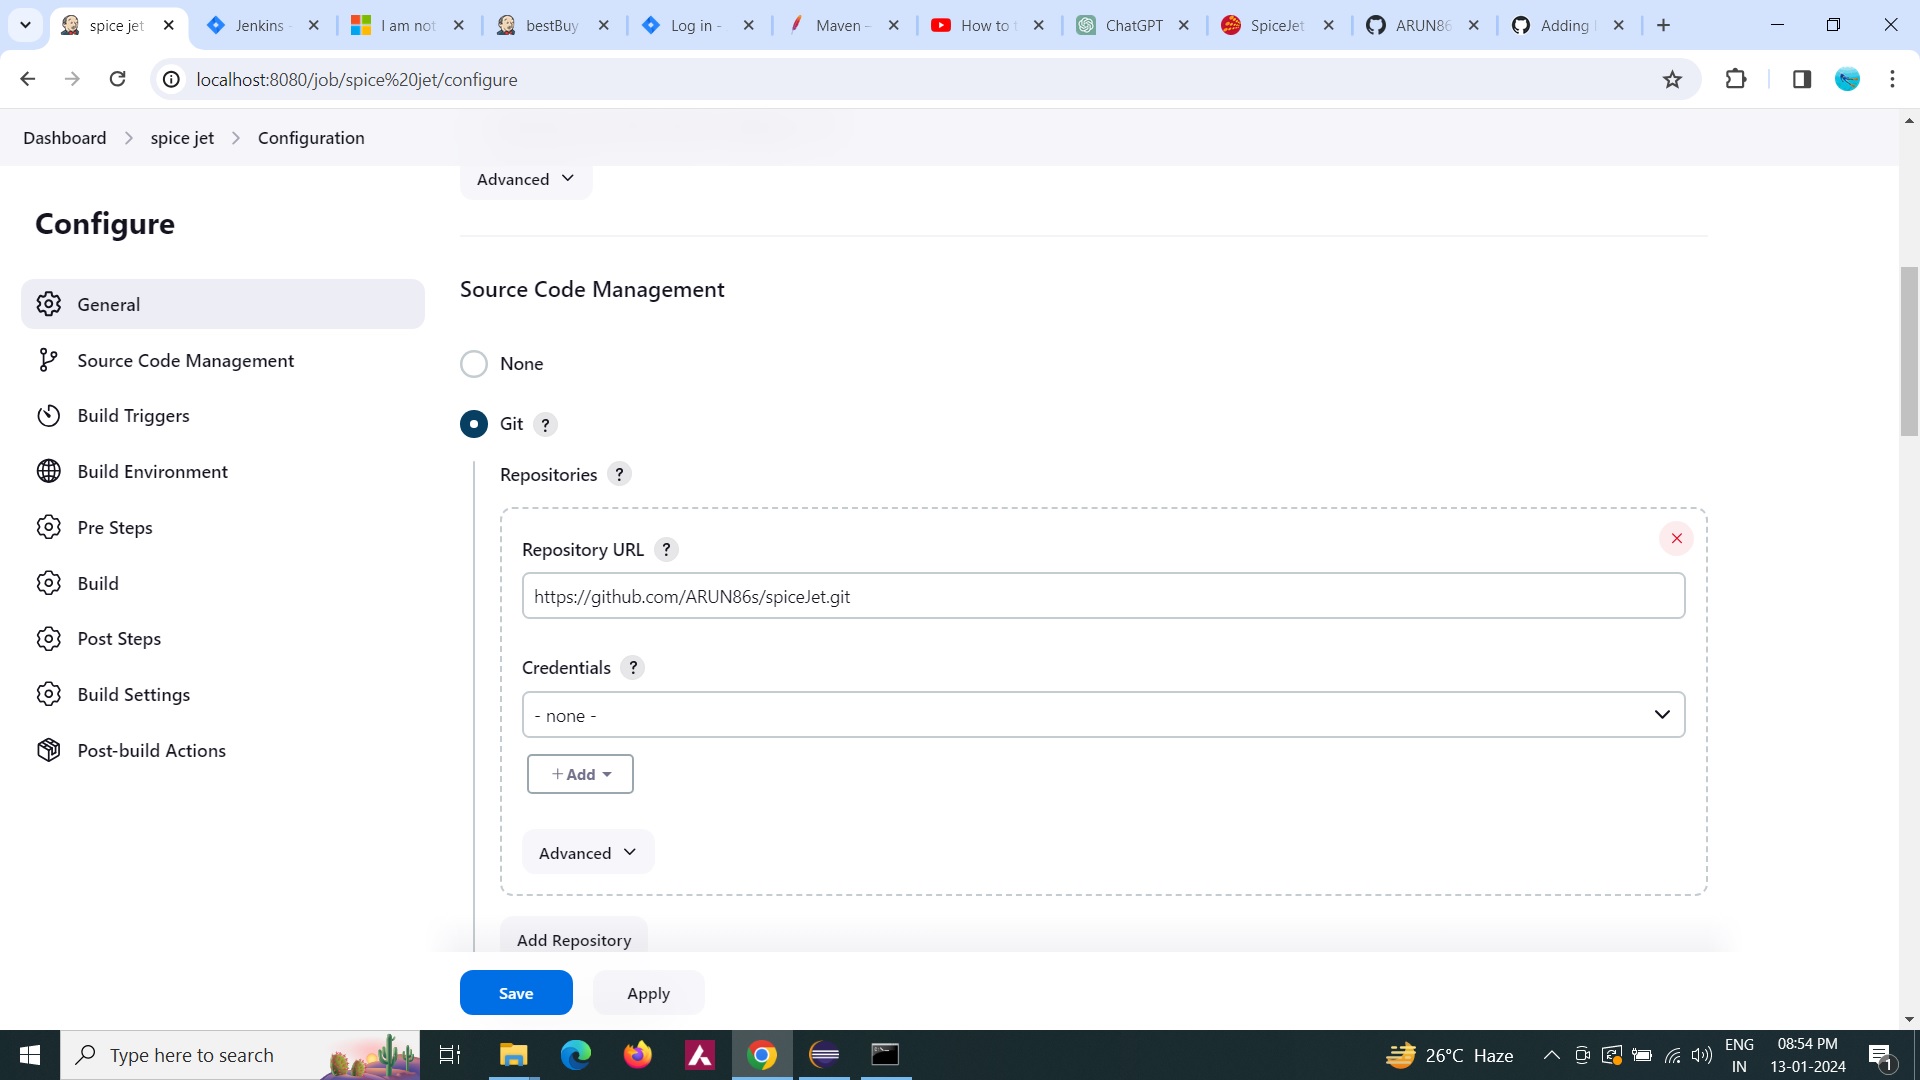 spice jet
Jenkins
I am not
bestBuy
Log in -
Maven –
How to t
ChatGPT
SpiceJet
ARUN86
Adding
localhost:8080/job/spice%20jet/configure
Dashboard
spice jet
Configuration
Advanced
Configure
General
Source Code Management
Build Triggers
Build Environment
Pre Steps
Build
Post Steps
Build Settings
Post-build Actions
Source Code Management
None
Git ?
Repositories ?
Repository URL ?
https://github.com/ARUN86s/spiceJet.git
Credentials ?
- none -
+ Add
Advanced
Add Repository
Save
Apply
Type here to search
26°C Haze
ENG
IN
08:54 PM
13-01-2024
1